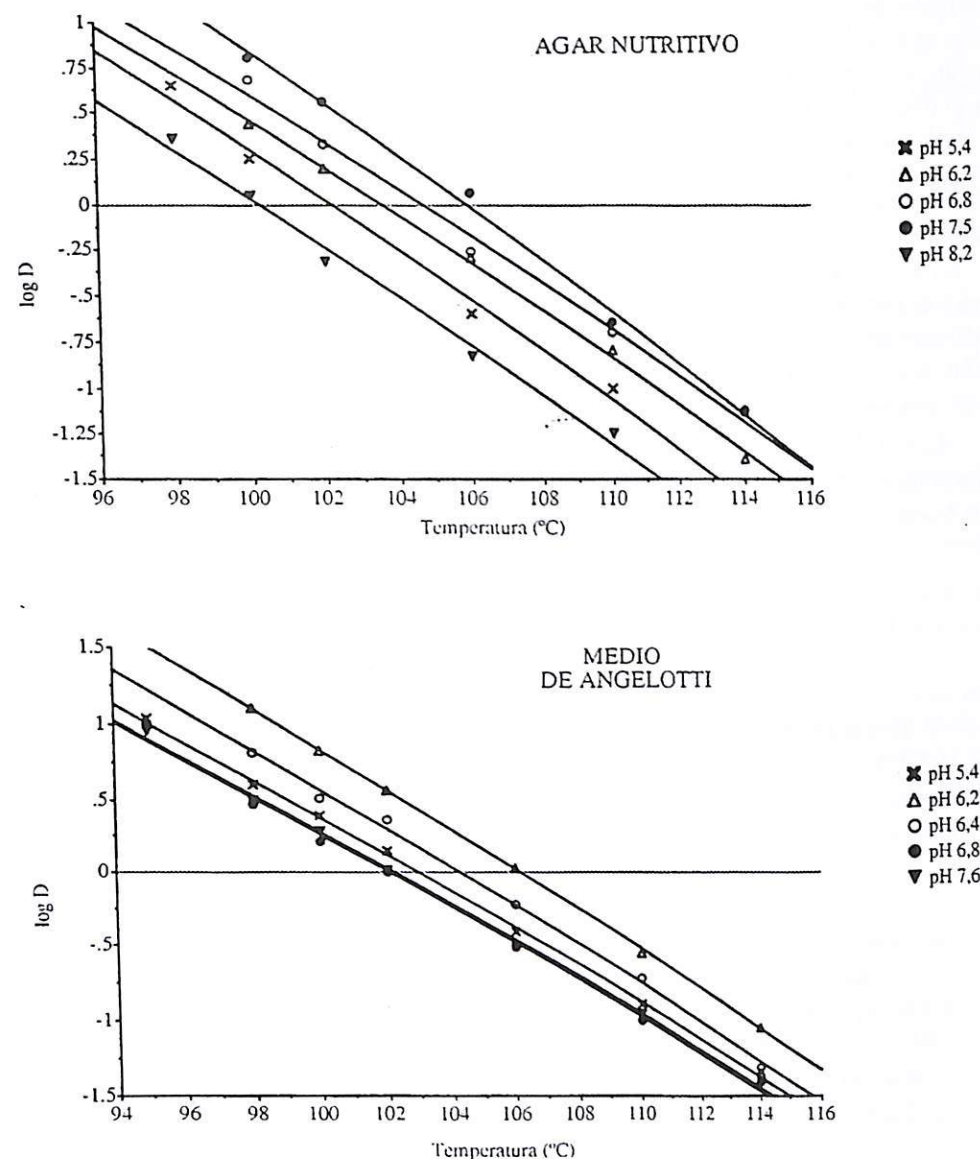 AGAR NUTRITIVO
1
.75
.5
.25
0
-.25
-.5
-.75
-1
-1.25
-1.5
log D
96 98 100 102 104 106 108 110 112 114 116
Temperatura (ºC)
pH 5,4
pH 6,2
pH 6,8
pH 7,5
pH 8,2
MEDIO
DE ANGELOTTI
1.5
1
.5
0
-.5
-1
-1.5
log D
94 96 98 100 102 104 106 108 110 112 114 116
Temperatura (ºC)
pH 5,4
pH 6,2
pH 6,4
pH 6,8
pH 7,6